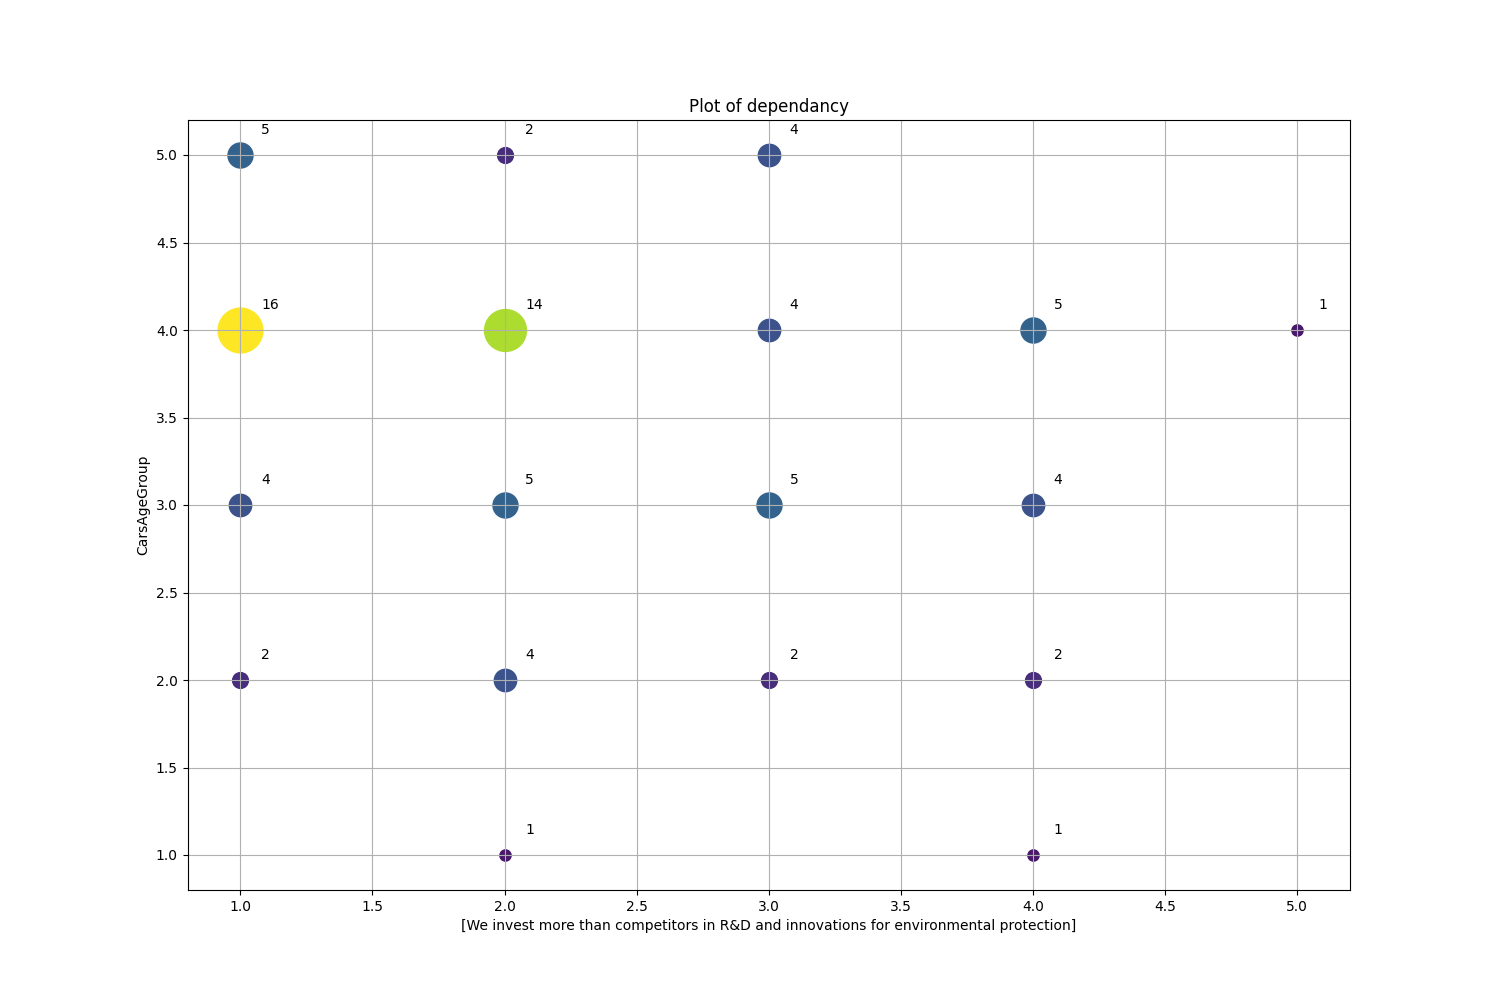 Plot of dependancy
5 2 4
5.0
4.5
16 14 4 5 1
4.0
3.5
4 5 5 4
3.0
2.5
2 4 2 2
2.0
1.5
1 1
1.0
CarsAgeGroup
1.0 1.5 2.0 2.5 3.0 3.5 4.0 4.5 5.0
[We invest more than competitors in R&D and innovations for environmental protection]